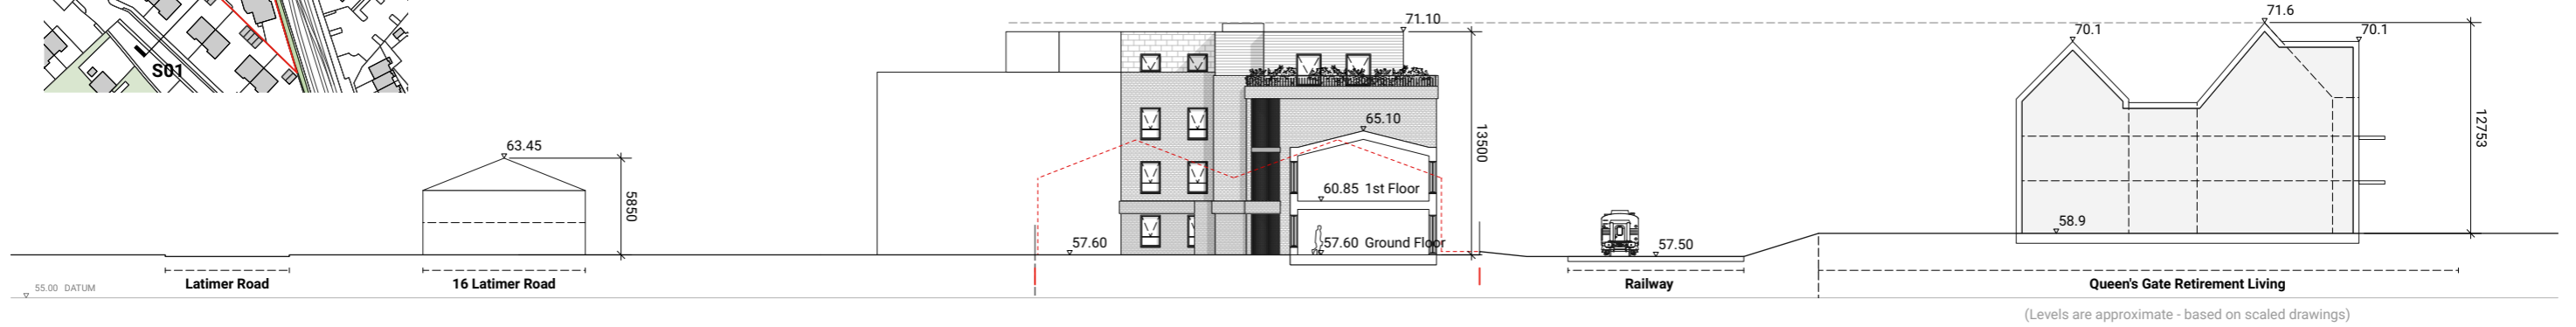 S01
71.10
70.1
71.6
70.1
63.45
5850
65.10
13500
12753
60.85 1st Floor
57.60
57.60 Ground Floor
57.50
58.9
Latimer Road
16 Latimer Road
Railway
Queen's Gate Retirement Living
55.00 DATUM
(Levels are approximate - based on scaled drawings)